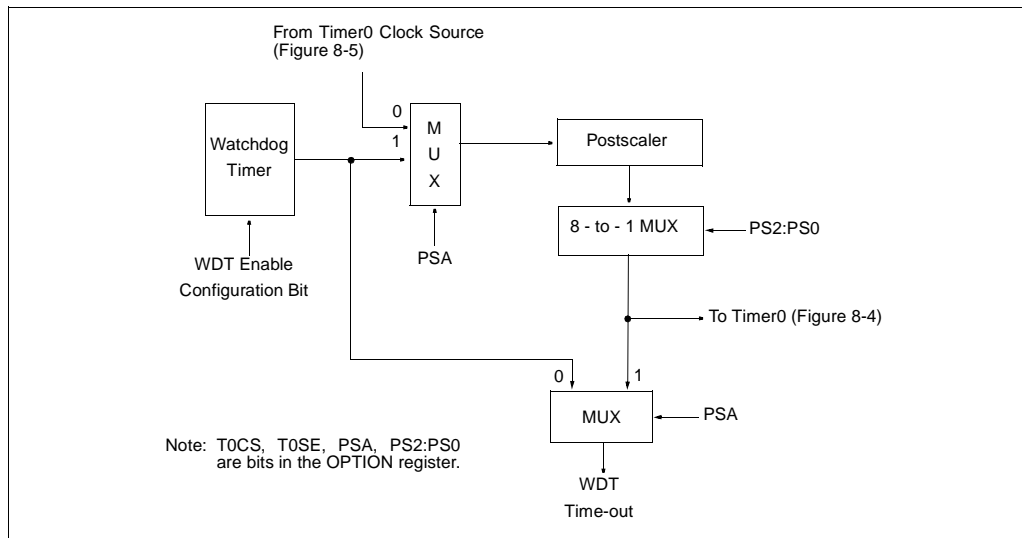 From Timer0 Clock Source
(Figure 8-5)
0
1
M
U
X
Watchdog
Timer
Postscaler
8 - to - 1 MUX
PS2:PS0
PSA
WDT Enable
Configuration Bit
To Timer0 (Figure 8-4)
0
1
MUX
PSA
Note: T0CS, T0SE, PSA, PS2:PS0
are bits in the OPTION register.
WDT
Time-out